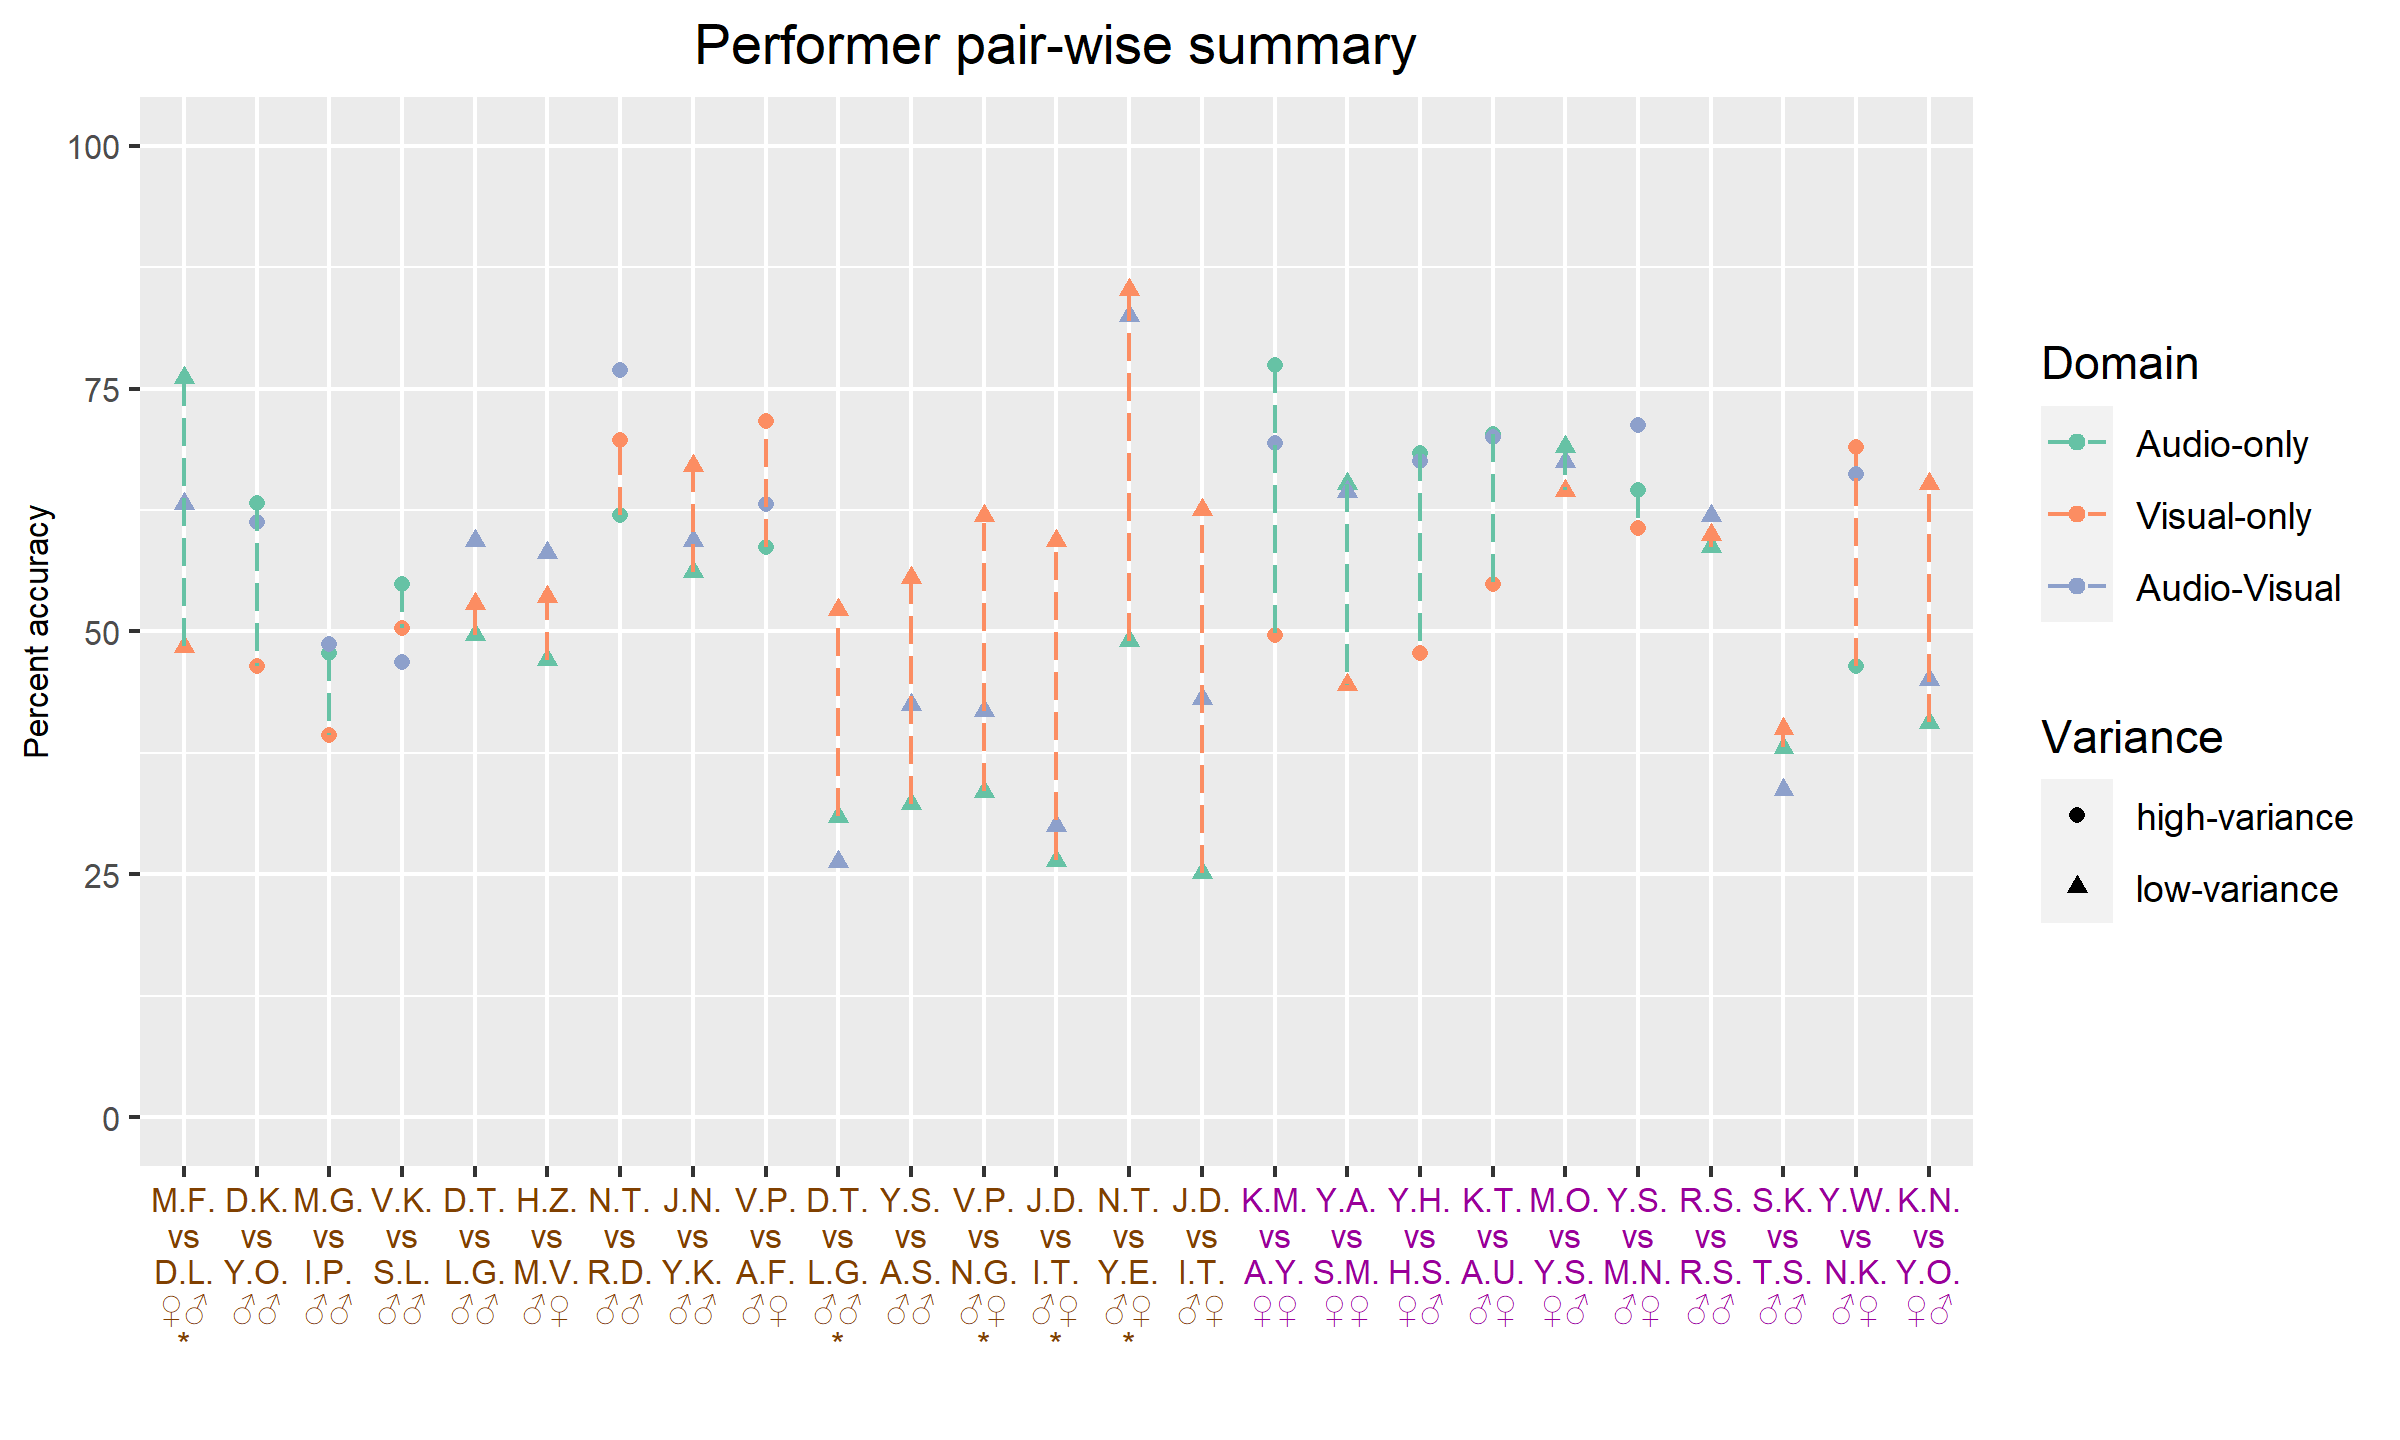 Performer pair-wise summary
Percent accuracy
100
75
50
25
0
M.F. D.K. M.G. V.K. D.T. H.Z. N.T. J.N. V.P. D.T. Y.S. V.P. J.D. N.T. J.D. K.M. Y.A. Y.H. K.T. M.O. Y.S. R.S. S.K. Y.W. K.N.
vs vs vs vs vs vs vs vs vs vs vs vs vs vs vs vs vs vs vs vs vs vs vs vs vs
D.L. Y.O. I.P. S.L. L.G. M.V. R.D. Y.K. A.F. L.G. A.S. N.G. I.T. Y.E. I.T. A.Y. S.M. H.S. A.U. Y.S. M.N. R.S. T.S. N.K. Y.O.
♀♂ ♂♂ ♂♂ ♂♂ ♂♂ ♂♀ ♂♂ ♂♂ ♂♀ ♂♂ ♂♂ ♂♀ ♂♀ ♂♀ ♂♀ ♀♀ ♀♀ ♀♂ ♂♀ ♀♂ ♂♀ ♂♂ ♂♂ ♂♀ ♀♂
* * * * *
Domain
Audio-only
Visual-only
Audio-Visual
Variance
high-variance
low-variance